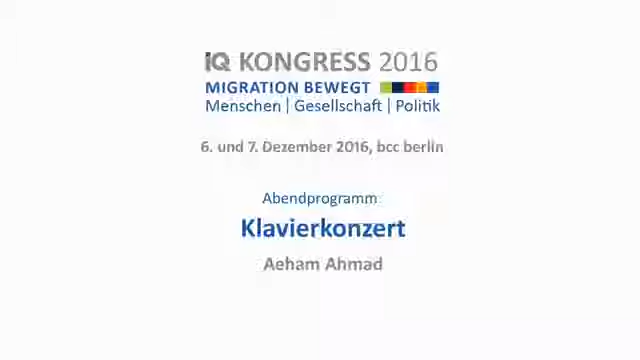 iQ KONGRESS 2016
MIGRATION BEWEGT
Menschen | Gesellschaft | Politik
6. und 7. Dezember 2016, bcc berlin
Abendprogramm:
Klavierkonzert
Aeham Ahmad